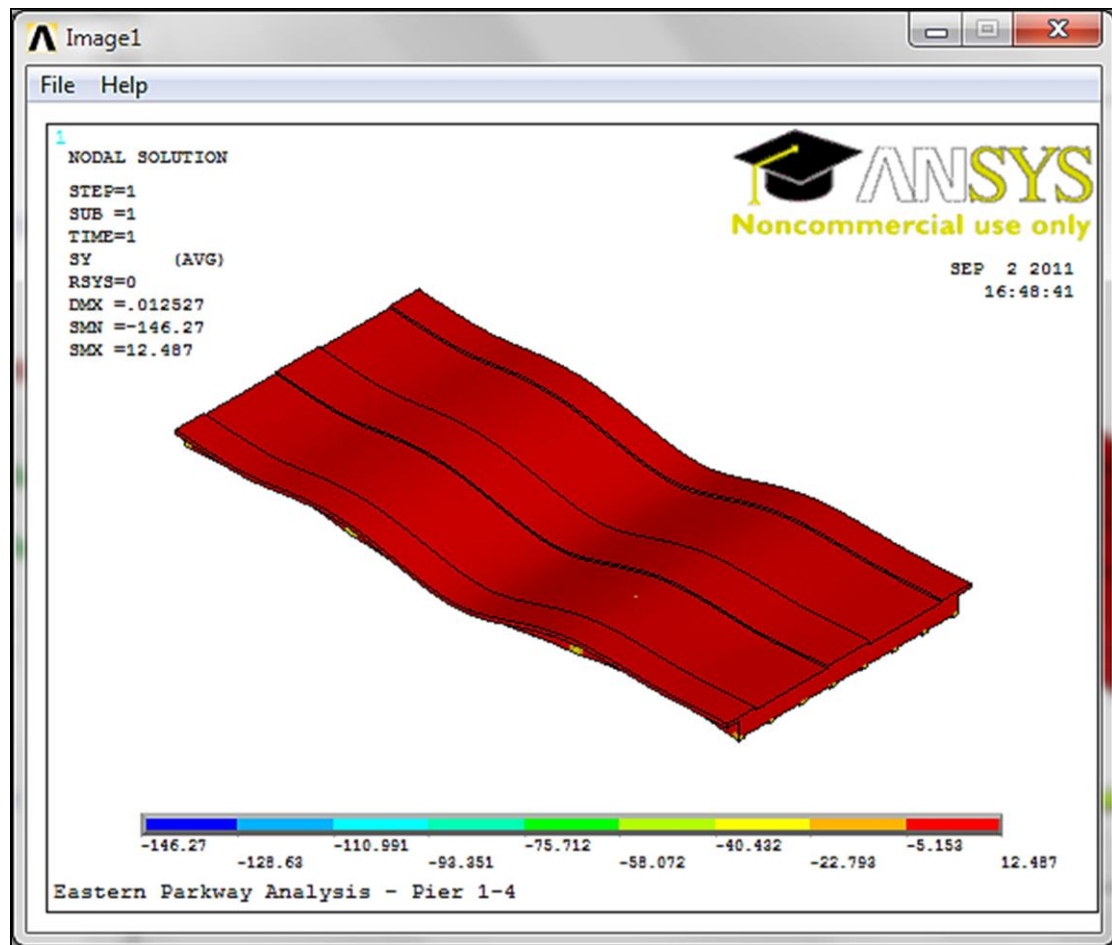 Image1
File Help
1
NODAL SOLUTION
STEP=1
SUB =1
TIME=1
SY (AVG)
RSYS=0
DMX =.012527
SMN =-146.27
SMX =12.487
ANSYS
Noncommercial use only
SEP 2 2011
16:48:41
-146.27 -110.991 -75.712 -40.432 -5.153
-128.63 -93.351 -58.072 -22.793 12.487
Eastern Parkway Analysis - Pier 1-4